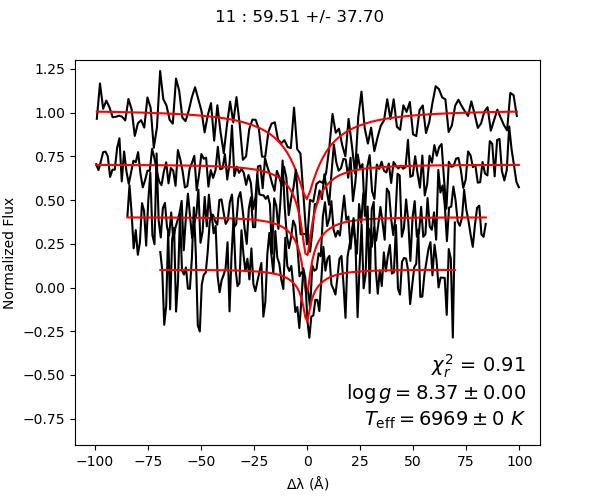 11 : 59.51 +/- 37.70
1.25
1.00
0.75
0.50
0.25
0.00
−0.25
−0.50
−0.75
Normalized Flux
χ²ᵣ = 0.91
log g = 8.37 ± 0.00
T_eff = 6969 ± 0 K
−100 −75 −50 −25 0 25 50 75 100
Δλ (Å)